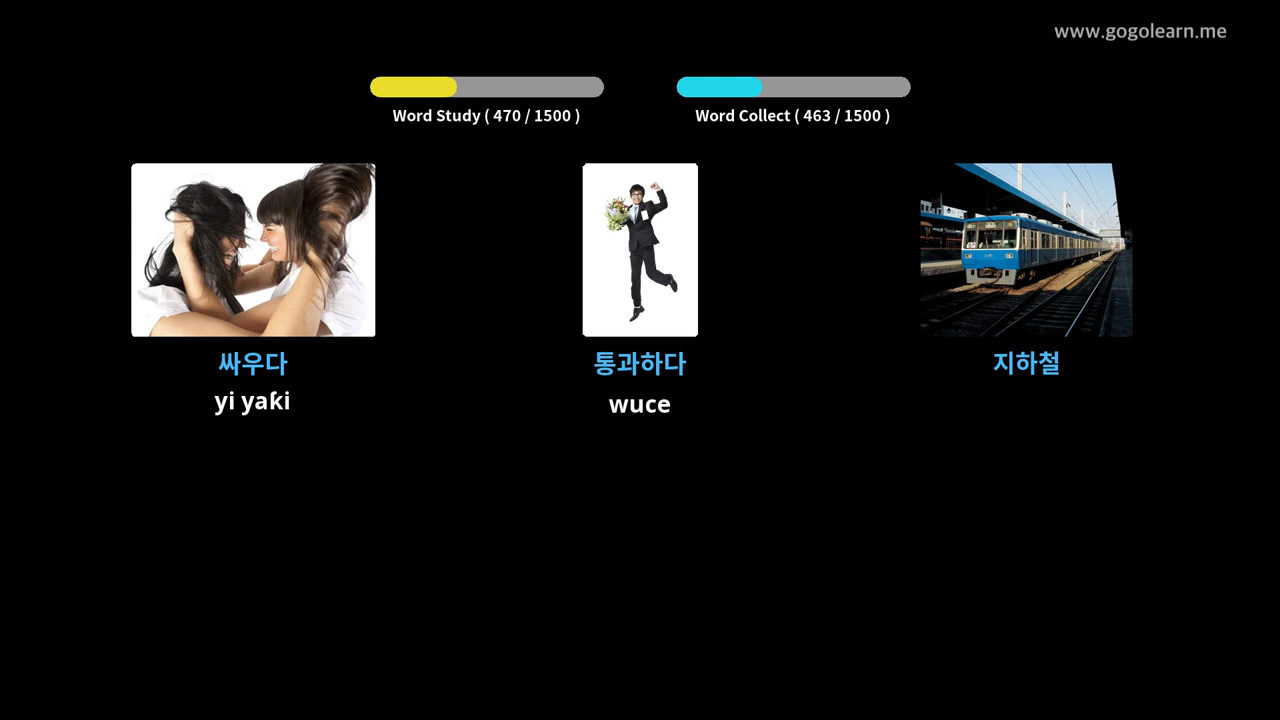 www.gogolearn.me
Word Study ( 470 / 1500 )
Word Collect ( 463 / 1500 )
싸우다
통과하다
지하철
yi yaƙi
wuce